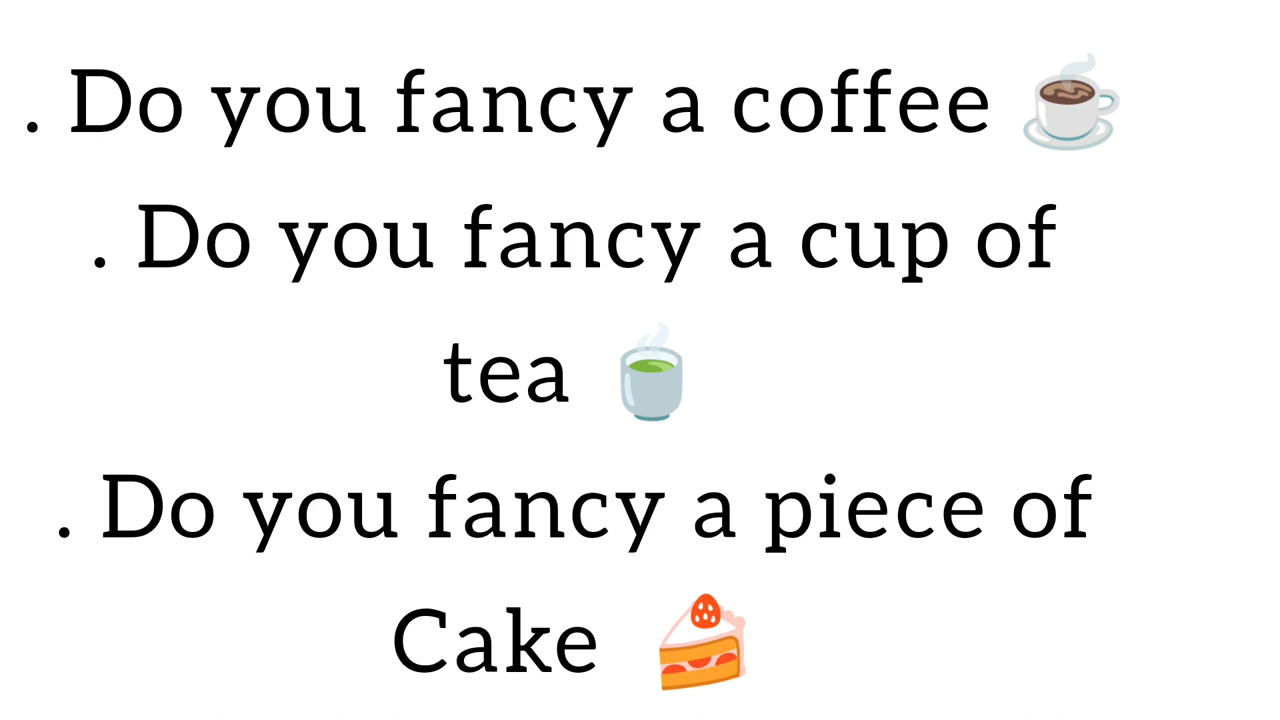 . Do you fancy a coffee ☕
. Do you fancy a cup of
tea 🍵
. Do you fancy a piece of
Cake 🍰